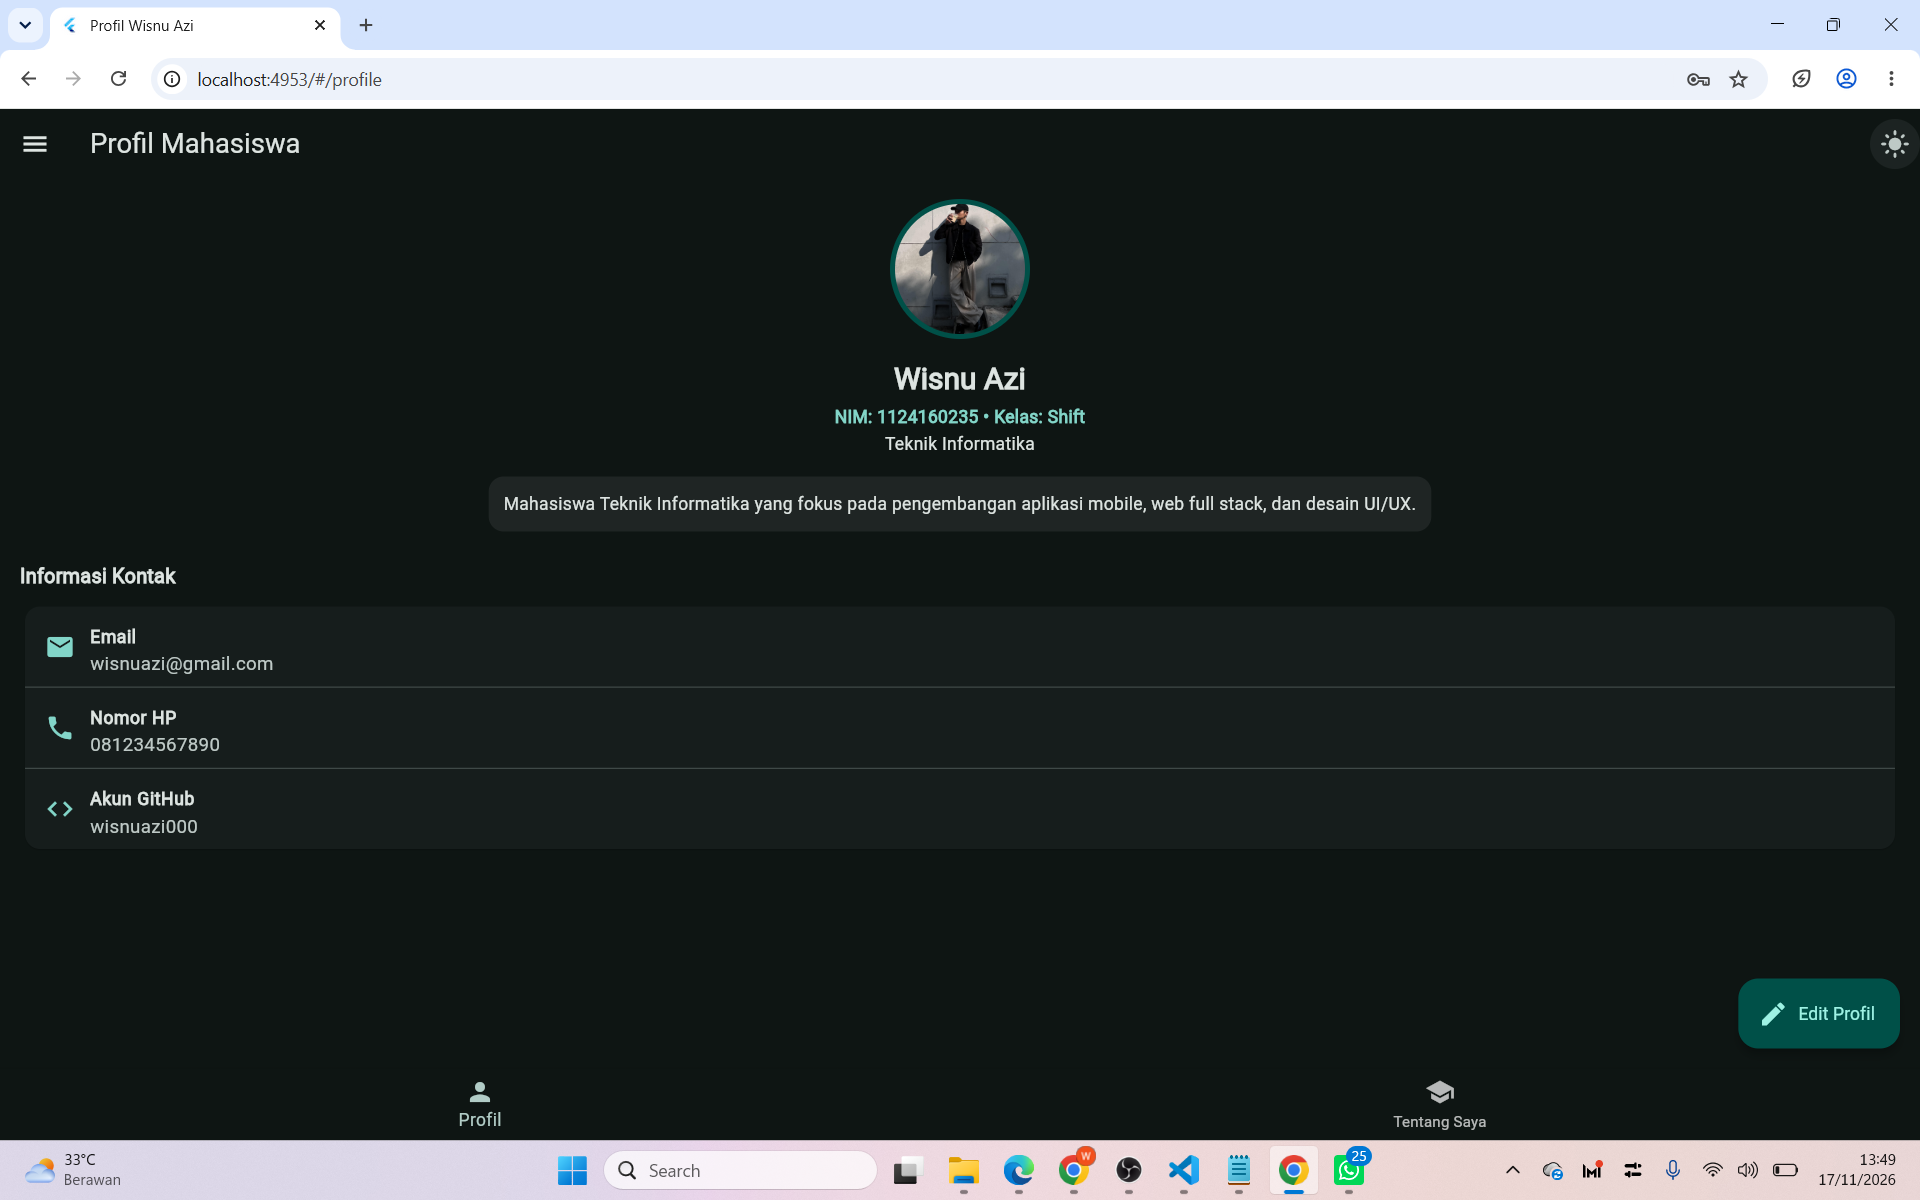 Profil Wisnu Azi
localhost:4953/#/profile
Profil Mahasiswa
Wisnu Azi
NIM: 1124160235 • Kelas: Shift
Teknik Informatika
Mahasiswa Teknik Informatika yang fokus pada pengembangan aplikasi mobile, web full stack, dan desain UI/UX.
Informasi Kontak
Email
wisnuazi@gmail.com
Nomor HP
081234567890
Akun GitHub
wisnuazi000
Edit Profil
Profil
Tentang Saya
33°C
Berawan
Search
W
25
13:49
17/11/2026